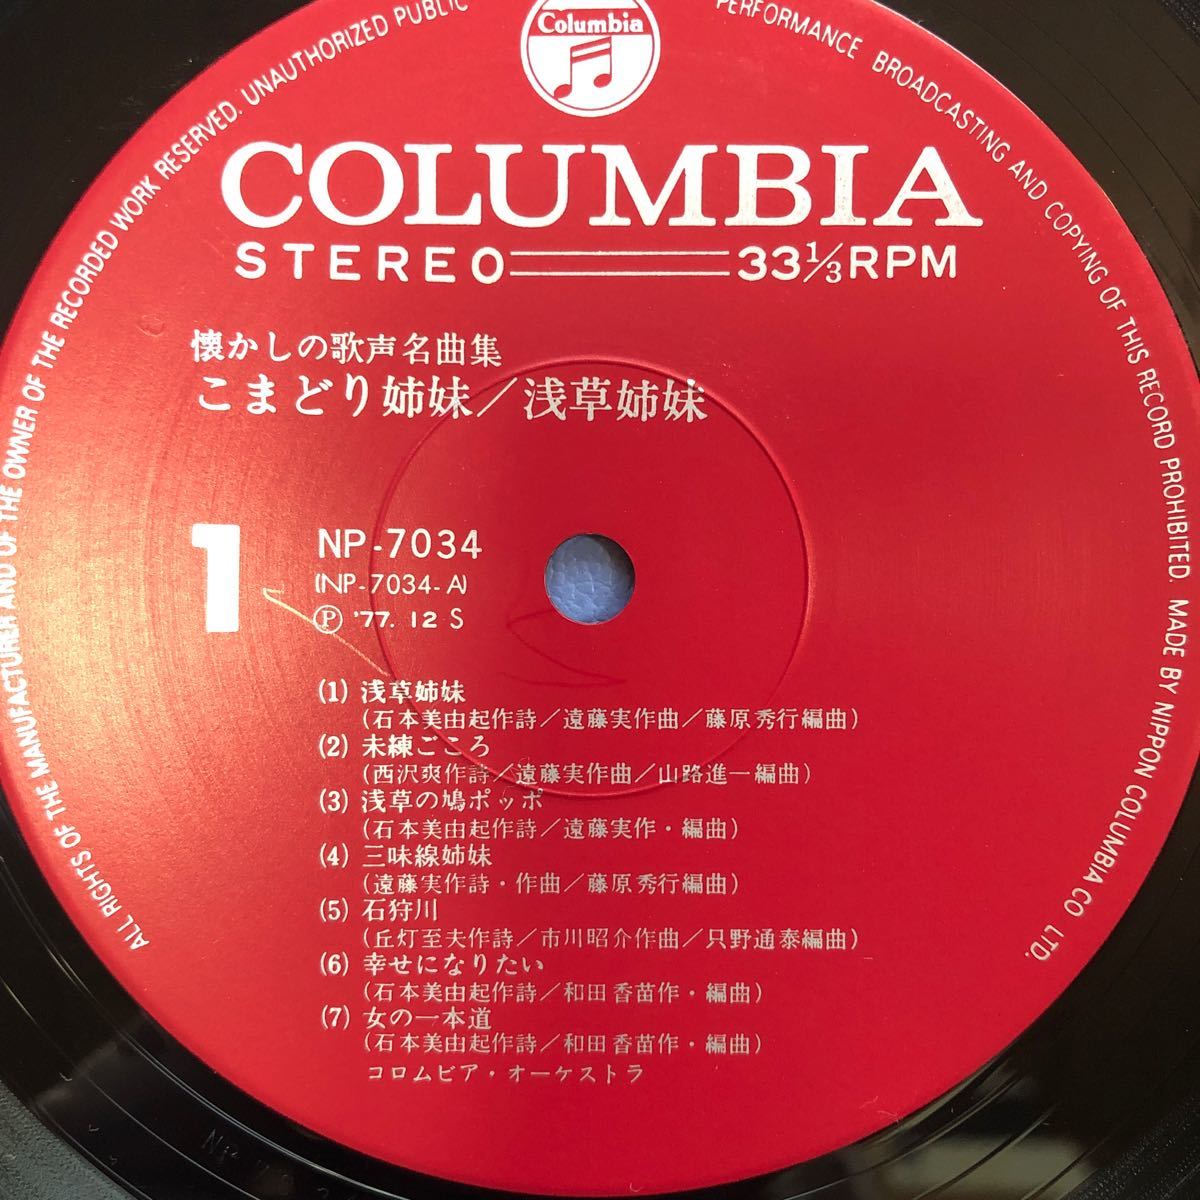 Columbia
COLUMBIA
STEREO 33⅓RPM
懐かしの歌声名曲集
こまどり姉妹／浅草姉妹
1
NP-7034
(NP-7034-A)
Ⓟ '77. 12 S
(1) 浅草姉妹
(石本美由起作詩／遠藤実作曲／藤原秀行編曲)
(2) 未練ごころ
(西沢爽作詩／遠藤実作曲／山路進一編曲)
(3) 浅草の鳩ポッポ
(石本美由起作詩／遠藤実作・編曲)
(4) 三味線姉妹
(遠藤実作詩・作曲／藤原秀行編曲)
(5) 石狩川
(丘灯至夫作詩／市川昭介作曲／只野通泰編曲)
(6) 幸せになりたい
(石本美由起作詩／和田香苗作・編曲)
(7) 女の一本道
(石本美由起作詩／和田香苗作・編曲)
コロムビア・オーケストラ
ALL RIGHTS OF THE MANUFACTURER AND OF THE OWNER OF THE RECORDED WORK RESERVED. UNAUTHORIZED PUBLIC PERFORMANCE BROADCASTING AND COPYING OF THIS RECORD PROHIBITED. MADE BY NIPPON COLUMBIA CO LTD.